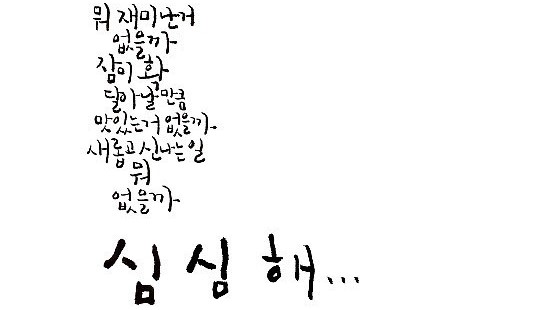 뭐 재미난거
없을까
잠이 확
달아날만큼
맛있는거 없을까
새롭고 신나는일
뭐
없을까
심심해...